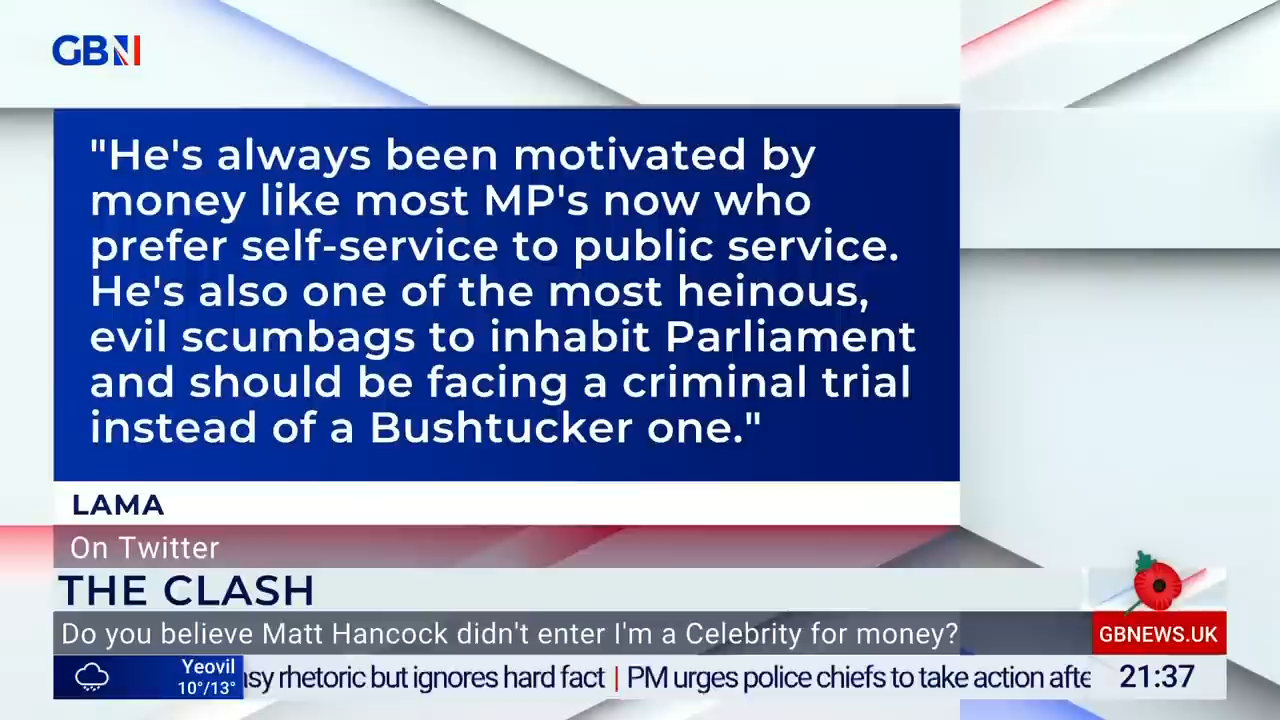 GBN
"He's always been motivated by
money like most MP's now who
prefer self-service to public service.
He's also one of the most heinous,
evil scumbags to inhabit Parliament
and should be facing a criminal trial
instead of a Bushtucker one."
LAMA
On Twitter
THE CLASH
Do you believe Matt Hancock didn't enter I'm a Celebrity for money?
GBNEWS.UK
Yeovil
10°/13°
sy rhetoric but ignores hard fact | PM urges police chiefs to take action afte
21:37